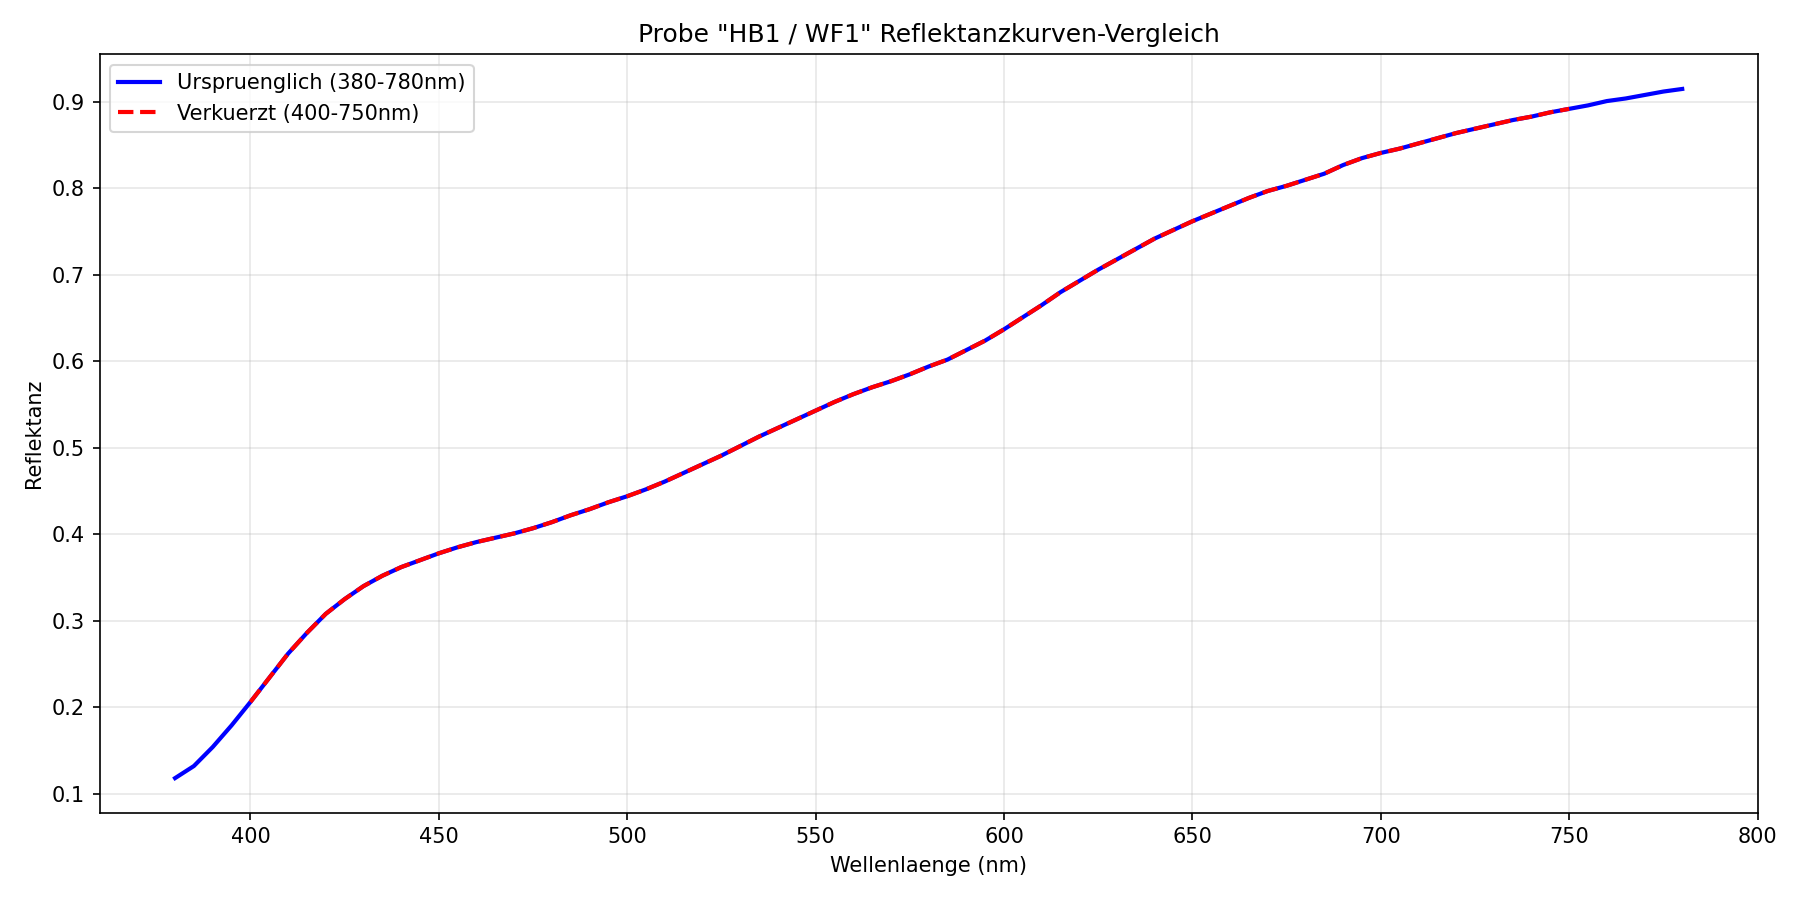 Probe "HB1 / WF1" Reflektanzkurven-Vergleich
Urspruenglich (380-780nm)
Verkuerzt (400-750nm)
Reflektanz
0.9
0.8
0.7
0.6
0.5
0.4
0.3
0.2
0.1
400 450 500 550 600 650 700 750 800
Wellenlaenge (nm)